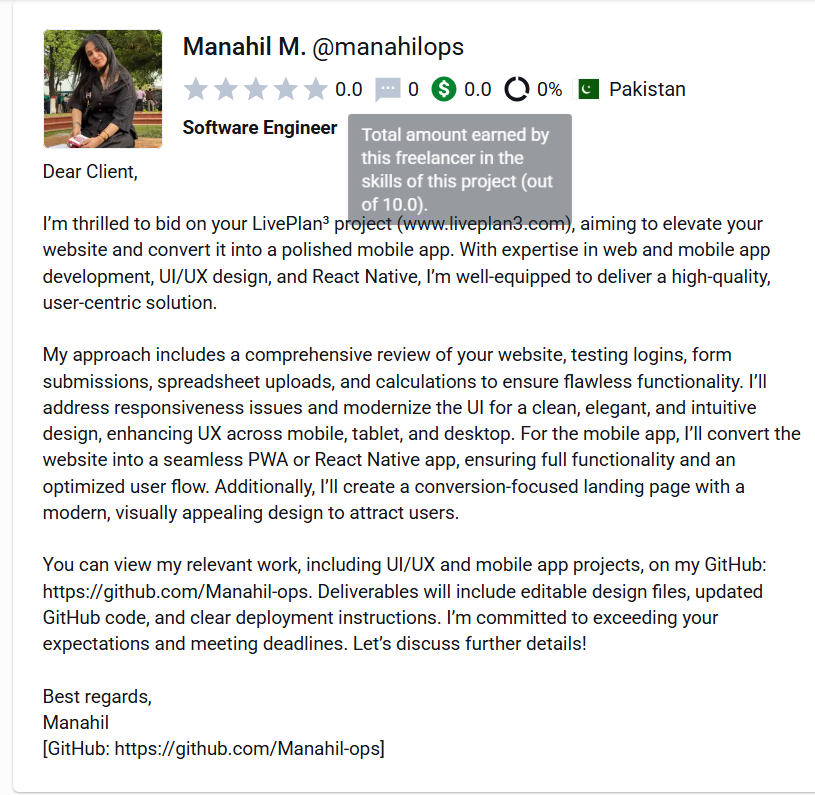 Manahil M. @manahilops
0.0 0 0.0 0% Pakistan
Software Engineer
Total amount earned by
this freelancer in the
skills of this project (out
of 10.0).
Dear Client,
I’m thrilled to bid on your LivePlan³ project (www.liveplan3.com), aiming to elevate your
website and convert it into a polished mobile app. With expertise in web and mobile app
development, UI/UX design, and React Native, I’m well-equipped to deliver a high-quality,
user-centric solution.
My approach includes a comprehensive review of your website, testing logins, form
submissions, spreadsheet uploads, and calculations to ensure flawless functionality. I’ll
address responsiveness issues and modernize the UI for a clean, elegant, and intuitive
design, enhancing UX across mobile, tablet, and desktop. For the mobile app, I’ll convert the
website into a seamless PWA or React Native app, ensuring full functionality and an
optimized user flow. Additionally, I’ll create a conversion-focused landing page with a
modern, visually appealing design to attract users.
You can view my relevant work, including UI/UX and mobile app projects, on my GitHub:
https://github.com/Manahil-ops. Deliverables will include editable design files, updated
GitHub code, and clear deployment instructions. I’m committed to exceeding your
expectations and meeting deadlines. Let’s discuss further details!
Best regards,
Manahil
[GitHub: https://github.com/Manahil-ops]